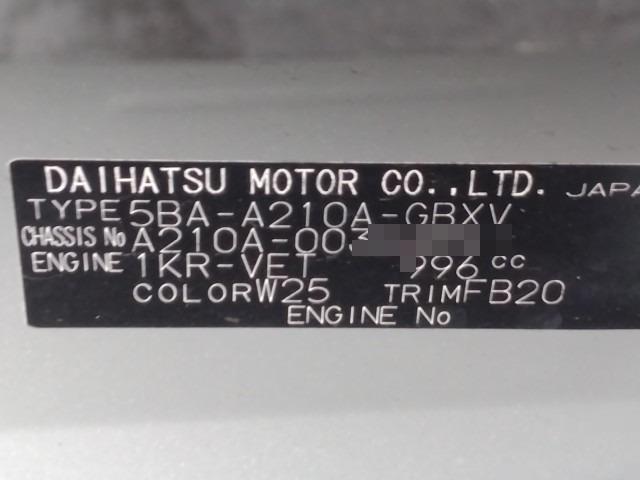 DAIHATSU MOTOR CO.,LTD. JAPA
TYPE 5BA-A210A-GBXV
CHASSIS No A210A-003
ENGINE 1KR-VET 996 cc
COLOR W25 TRIM FB20
ENGINE No